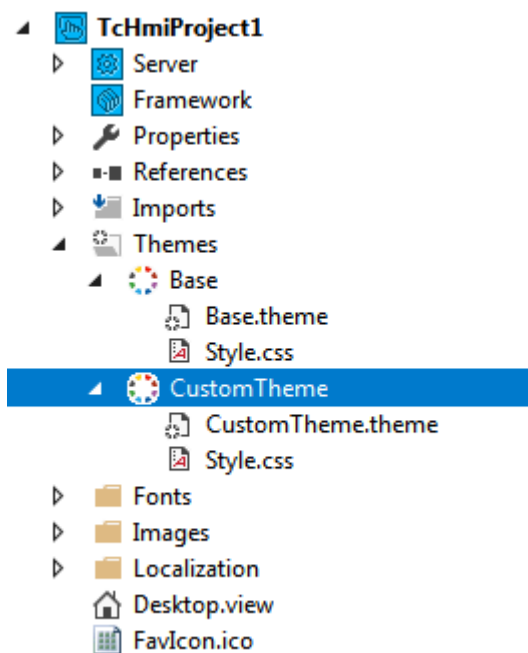 TcHmiProject1
Server
Framework
Properties
References
Imports
Themes
Base
Base.theme
Style.css
CustomTheme
CustomTheme.theme
Style.css
Fonts
Images
Localization
Desktop.view
FavIcon.ico